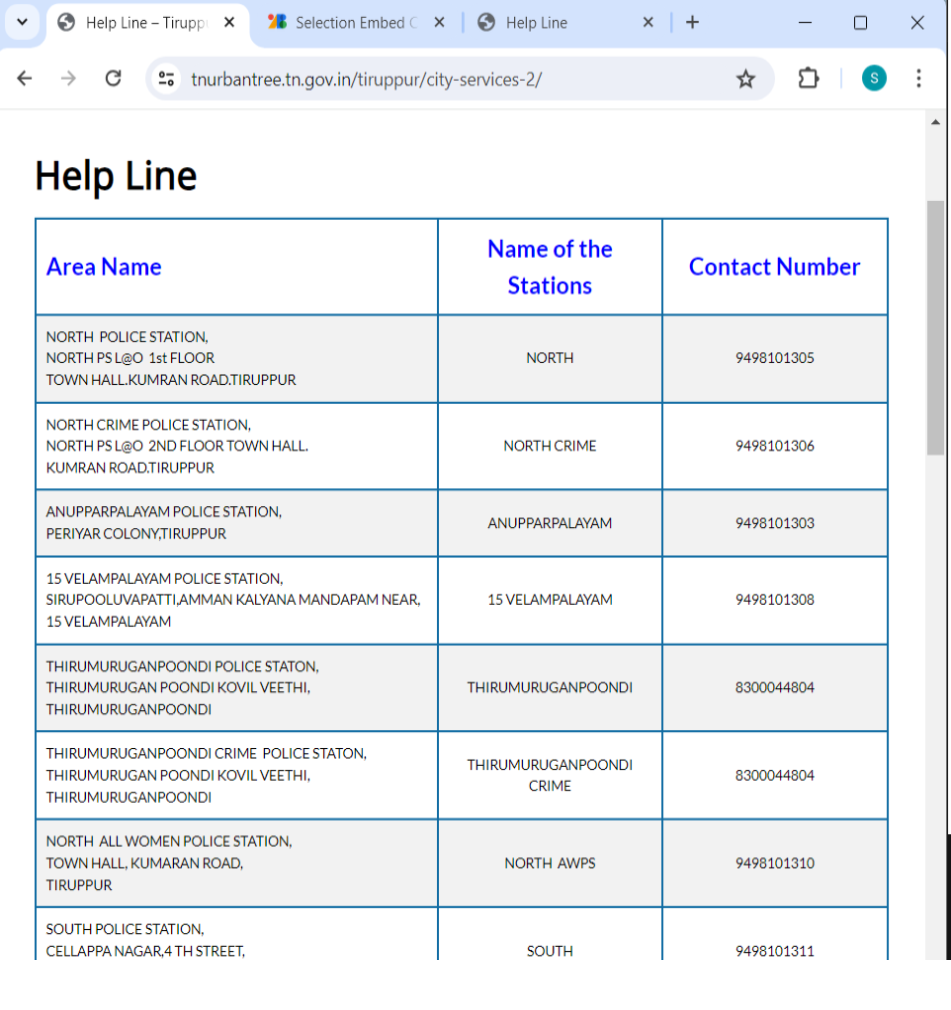 Help Line – Tirupp
Selection Embed C
Help Line
tnurbantree.tn.gov.in/tiruppur/city-services-2/
S
Help Line
Area Name
Name of the
Stations
Contact Number
NORTH POLICE STATION,
NORTH PS L@O 1st FLOOR
TOWN HALL.KUMRAN ROAD.TIRUPPUR
NORTH
9498101305
NORTH CRIME POLICE STATION,
NORTH PS L@O 2ND FLOOR TOWN HALL.
KUMRAN ROAD.TIRUPPUR
NORTH CRIME
9498101306
ANUPPARPALAYAM POLICE STATION,
PERIYAR COLONY,TIRUPPUR
ANUPPARPALAYAM
9498101303
15 VELAMPALAYAM POLICE STATION,
SIRUPOOLUVAPATTI,AMMAN KALYANA MANDAPAM NEAR,
15 VELAMPALAYAM
15 VELAMPALAYAM
9498101308
THIRUMURUGANPOONDI POLICE STATON,
THIRUMURUGAN POONDI KOVIL VEETHI,
THIRUMURUGANPOONDI
THIRUMURUGANPOONDI
8300044804
THIRUMURUGANPOONDI CRIME POLICE STATON,
THIRUMURUGAN POONDI KOVIL VEETHI,
THIRUMURUGANPOONDI
THIRUMURUGANPOONDI
CRIME
8300044804
NORTH ALL WOMEN POLICE STATION,
TOWN HALL, KUMARAN ROAD,
TIRUPPUR
NORTH AWPS
9498101310
SOUTH POLICE STATION,
CELLAPPA NAGAR,4 TH STREET,
SOUTH
9498101311